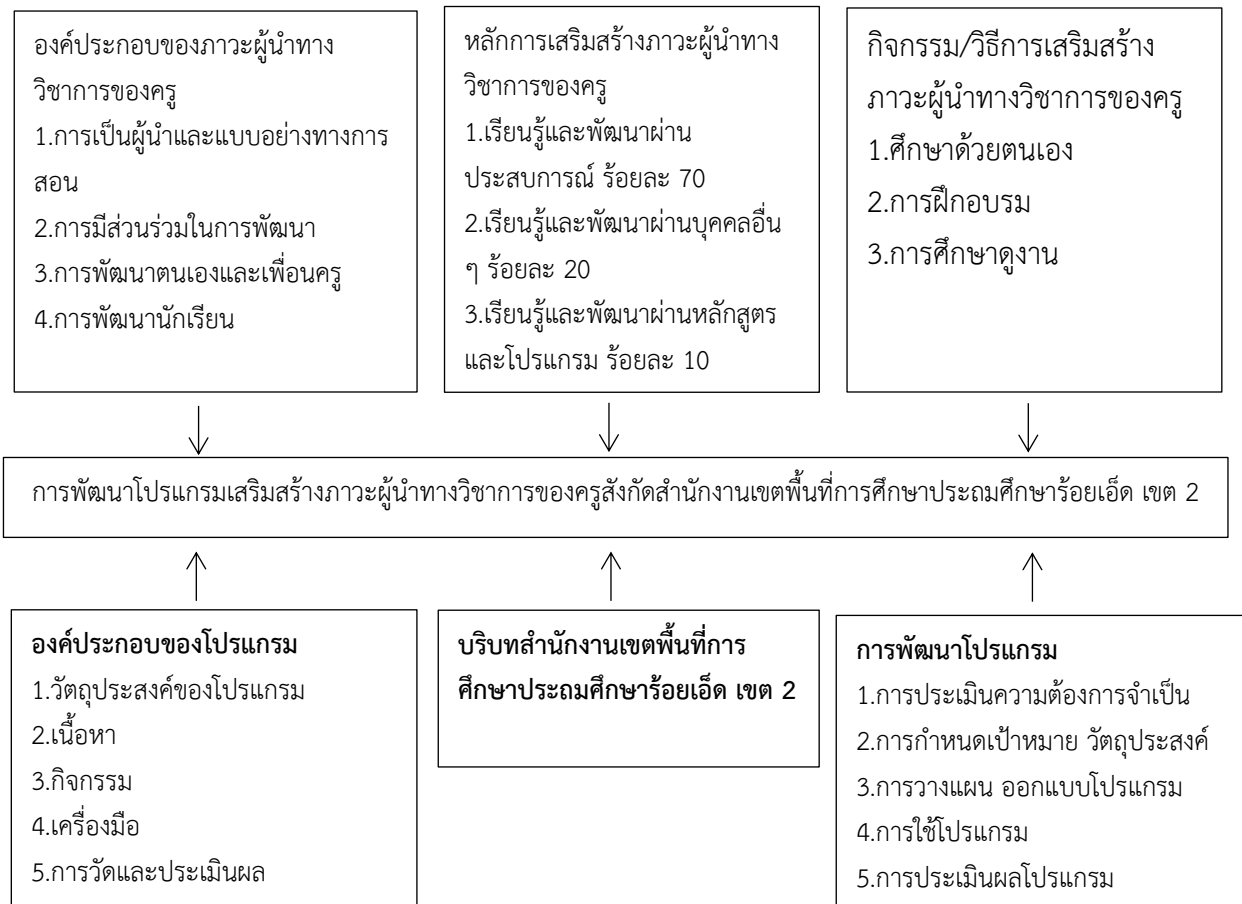 องค์ประกอบของภาวะผู้นำทาง
วิชาการของครู
1.การเป็นผู้นำและแบบอย่างทางการ
สอน
2.การมีส่วนร่วมในการพัฒนา
3.การพัฒนาตนเองและเพื่อนครู
4.การพัฒนานักเรียน
หลักการเสริมสร้างภาวะผู้นำทาง
วิชาการของครู
1.เรียนรู้และพัฒนาผ่าน
ประสบการณ์ ร้อยละ 70
2.เรียนรู้และพัฒนาผ่านบุคคลอื่น
ๆ ร้อยละ 20
3.เรียนรู้และพัฒนาผ่านหลักสูตร
และโปรแกรม ร้อยละ 10
กิจกรรม/วิธีการเสริมสร้าง
ภาวะผู้นำทางวิชาการของครู
1.ศึกษาด้วยตนเอง
2.การฝึกอบรม
3.การศึกษาดูงาน
การพัฒนาโปรแกรมเสริมสร้างภาวะผู้นำทางวิชาการของครูสังกัดสำนักงานเขตพื้นที่การศึกษาประถมศึกษาร้อยเอ็ด เขต 2
องค์ประกอบของโปรแกรม
1.วัตถุประสงค์ของโปรแกรม
2.เนื้อหา
3.กิจกรรม
4.เครื่องมือ
5.การวัดและประเมินผล
บริบทสำนักงานเขตพื้นที่การ
ศึกษาประถมศึกษาร้อยเอ็ด เขต 2
การพัฒนาโปรแกรม
1.การประเมินความต้องการจำเป็น
2.การกำหนดเป้าหมาย วัตถุประสงค์
3.การวางแผน ออกแบบโปรแกรม
4.การใช้โปรแกรม
5.การประเมินผลโปรแกรม